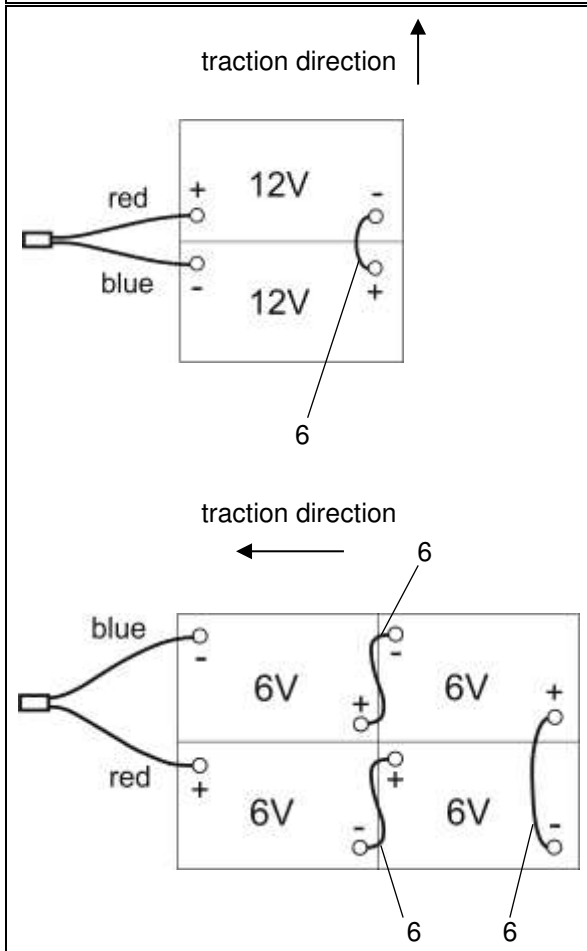 traction direction
red
+
12V
-
blue
-
12V
+
6
traction direction
6
blue
-
6V
-
6V
+
+
red
+
6V
+
6V
-
-
6
6